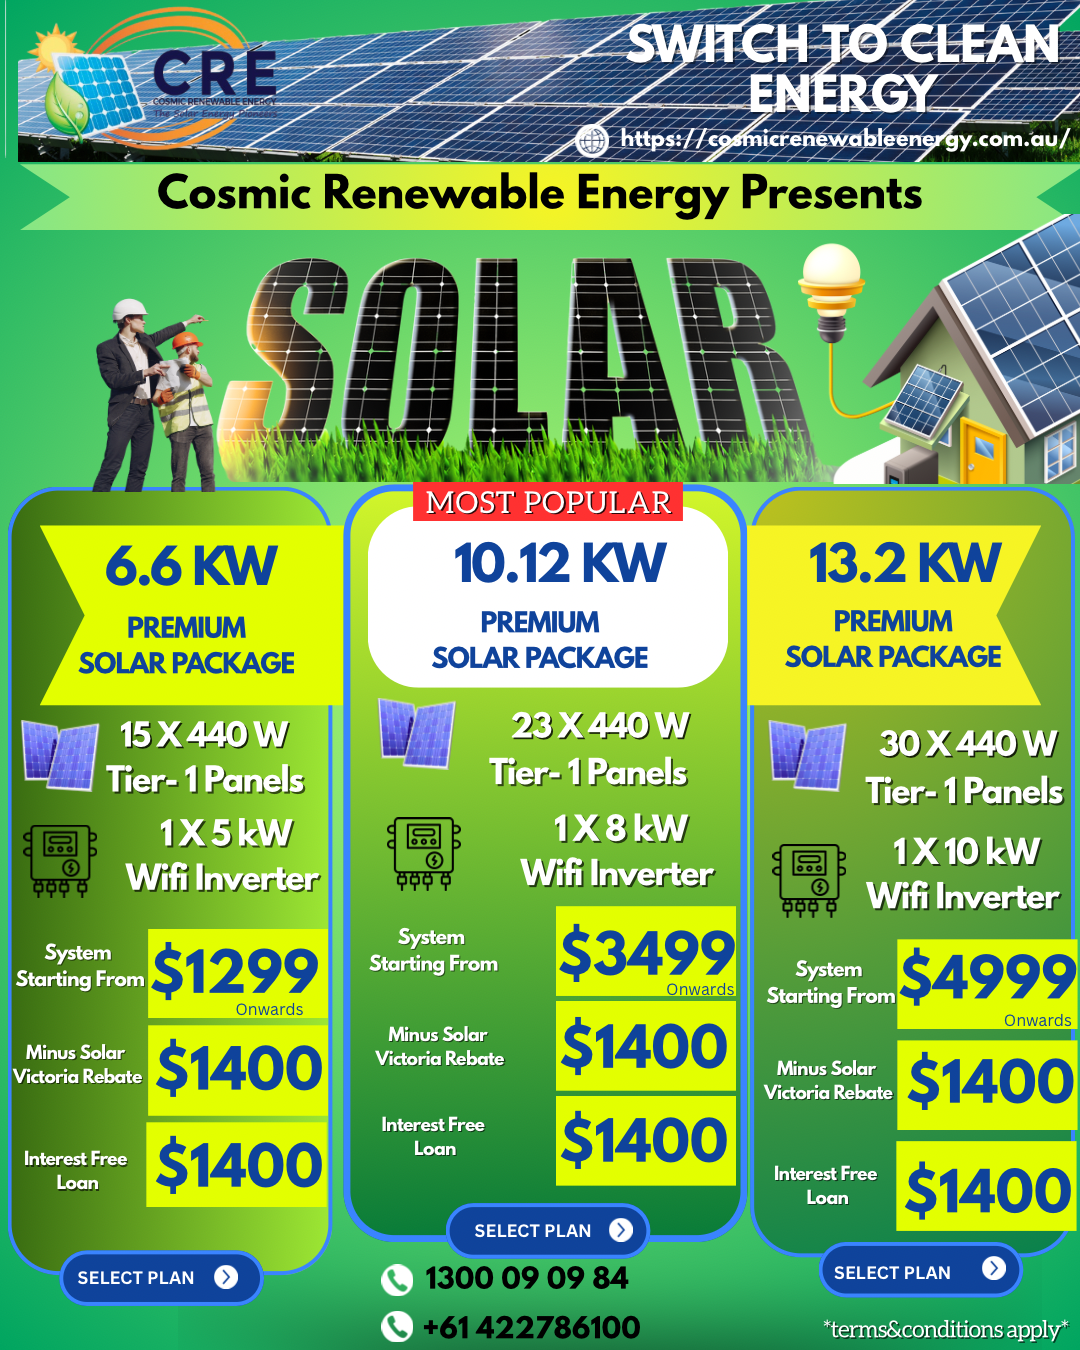 CRE
COSMIC RENEWABLE ENERGY
The Solar Energy Pioneers
SWITCH TO CLEAN
ENERGY
https://cosmicrenewableenergy.com.au/
Cosmic Renewable Energy Presents
SOLAR
6.6 KW
PREMIUM
SOLAR PACKAGE
15 X 440 W
Tier- 1 Panels
1 X 5 kW
Wifi Inverter
System
Starting From
$1299
Onwards
Minus Solar
Victoria Rebate
$1400
Interest Free
Loan
$1400
SELECT PLAN
MOST POPULAR
10.12 KW
PREMIUM
SOLAR PACKAGE
23 X 440 W
Tier- 1 Panels
1 X 8 kW
Wifi Inverter
System
Starting From
$3499
Onwards
Minus Solar
Victoria Rebate
$1400
Interest Free
Loan
$1400
SELECT PLAN
13.2 KW
PREMIUM
SOLAR PACKAGE
30 X 440 W
Tier- 1 Panels
1 X 10 kW
Wifi Inverter
System
Starting From
$4999
Onwards
Minus Solar
Victoria Rebate
$1400
Interest Free
Loan
$1400
SELECT PLAN
1300 09 09 84
+61 422786100
*terms&conditions apply*